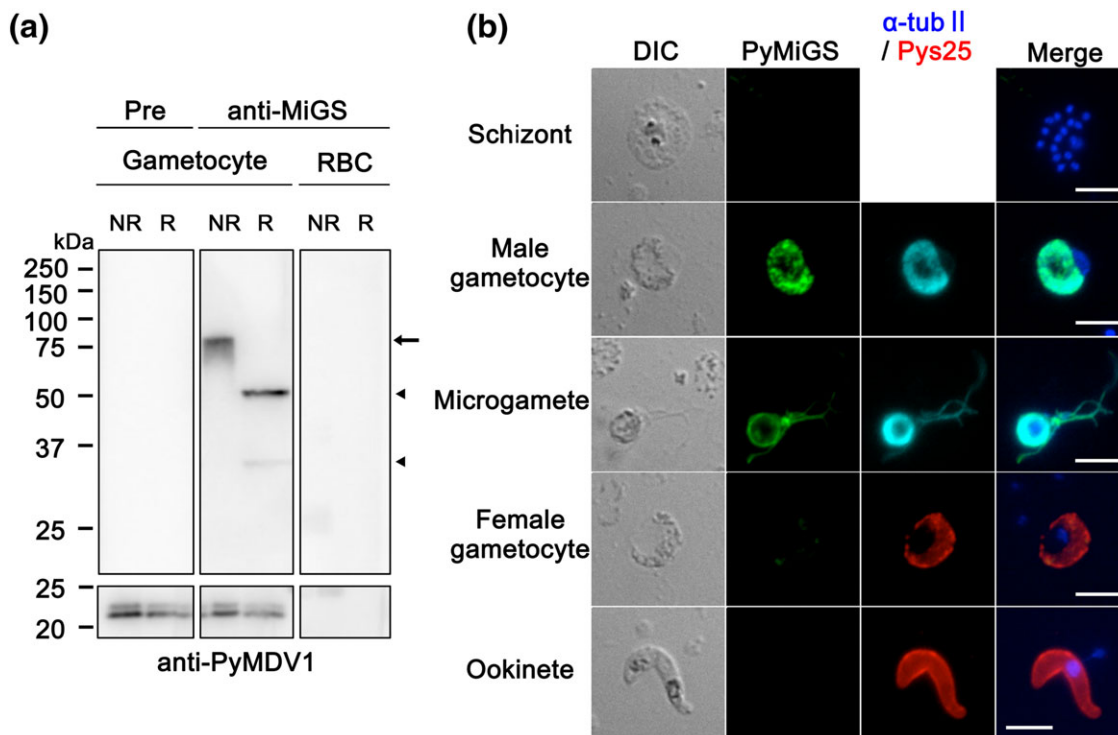 (a)
Pre anti-MiGS
Gametocyte RBC
NR R NR R NR R
kDa
250
150
100
75
50
37
25
25
20
anti-PyMDV1
(b)
α-tub II
DIC PyMiGS / Pys25 Merge
Schizont
Male
gametocyte
Microgamete
Female
gametocyte
Ookinete